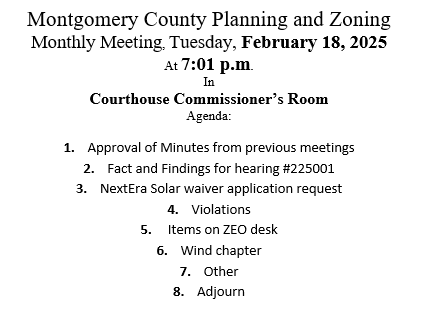 Montgomery County Planning and Zoning
Monthly Meeting, Tuesday, February 18, 2025
At 7:01 p.m.
In
Courthouse Commissioner’s Room
Agenda:
1. Approval of Minutes from previous meetings
2. Fact and Findings for hearing #225001
3. NextEra Solar waiver application request
4. Violations
5. Items on ZEO desk
6. Wind chapter
7. Other
8. Adjourn